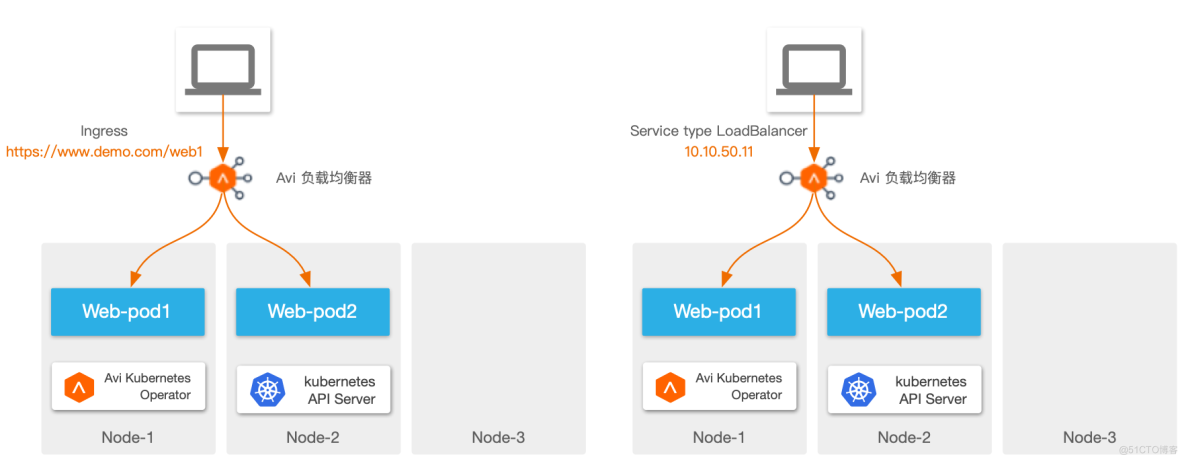 Ingress
https://www.demo.com/web1
Avi 负载均衡器
Web-pod1
Web-pod2
Avi Kubernetes
Operator
kubernetes
API Server
Node-1
Node-2
Node-3
Service type LoadBalancer
10.10.50.11
Avi 负载均衡器
Web-pod1
Web-pod2
Avi Kubernetes
Operator
kubernetes
API Server
Node-1
Node-2
Node-3
@51CTO博客